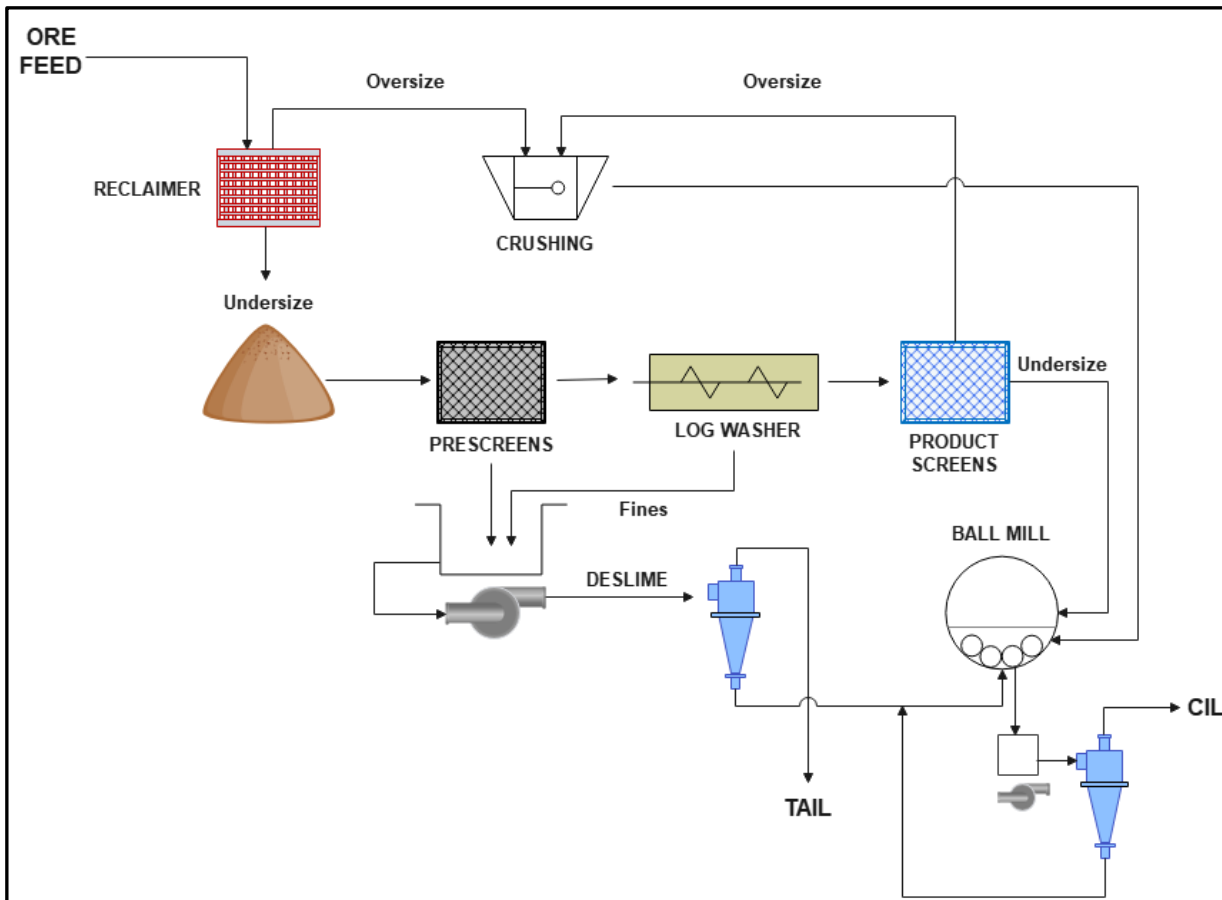 ORE
FEED
Oversize
Oversize
RECLAIMER
CRUSHING
Undersize
Undersize
PRESCREENS
LOG WASHER
PRODUCT
SCREENS
Fines
BALL MILL
DESLIME
CIL
TAIL